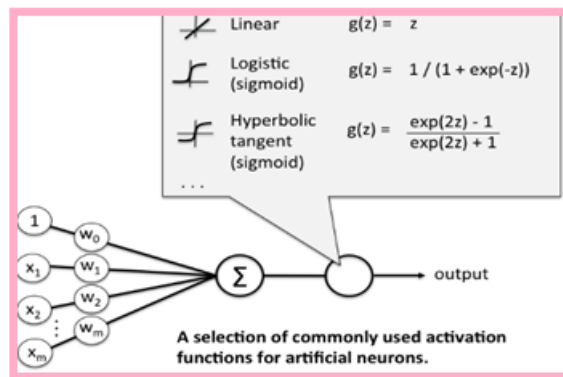 Linear g(z) = z
Logistic g(z) = 1 / (1 + exp(-z))
(sigmoid)
Hyperbolic
tangent g(z) = exp(2z) - 1
(sigmoid) exp(2z) + 1
...
1 w0
x1 w1
Σ
output
x2 w2
⋮
wm
xm
A selection of commonly used activation
functions for artificial neurons.